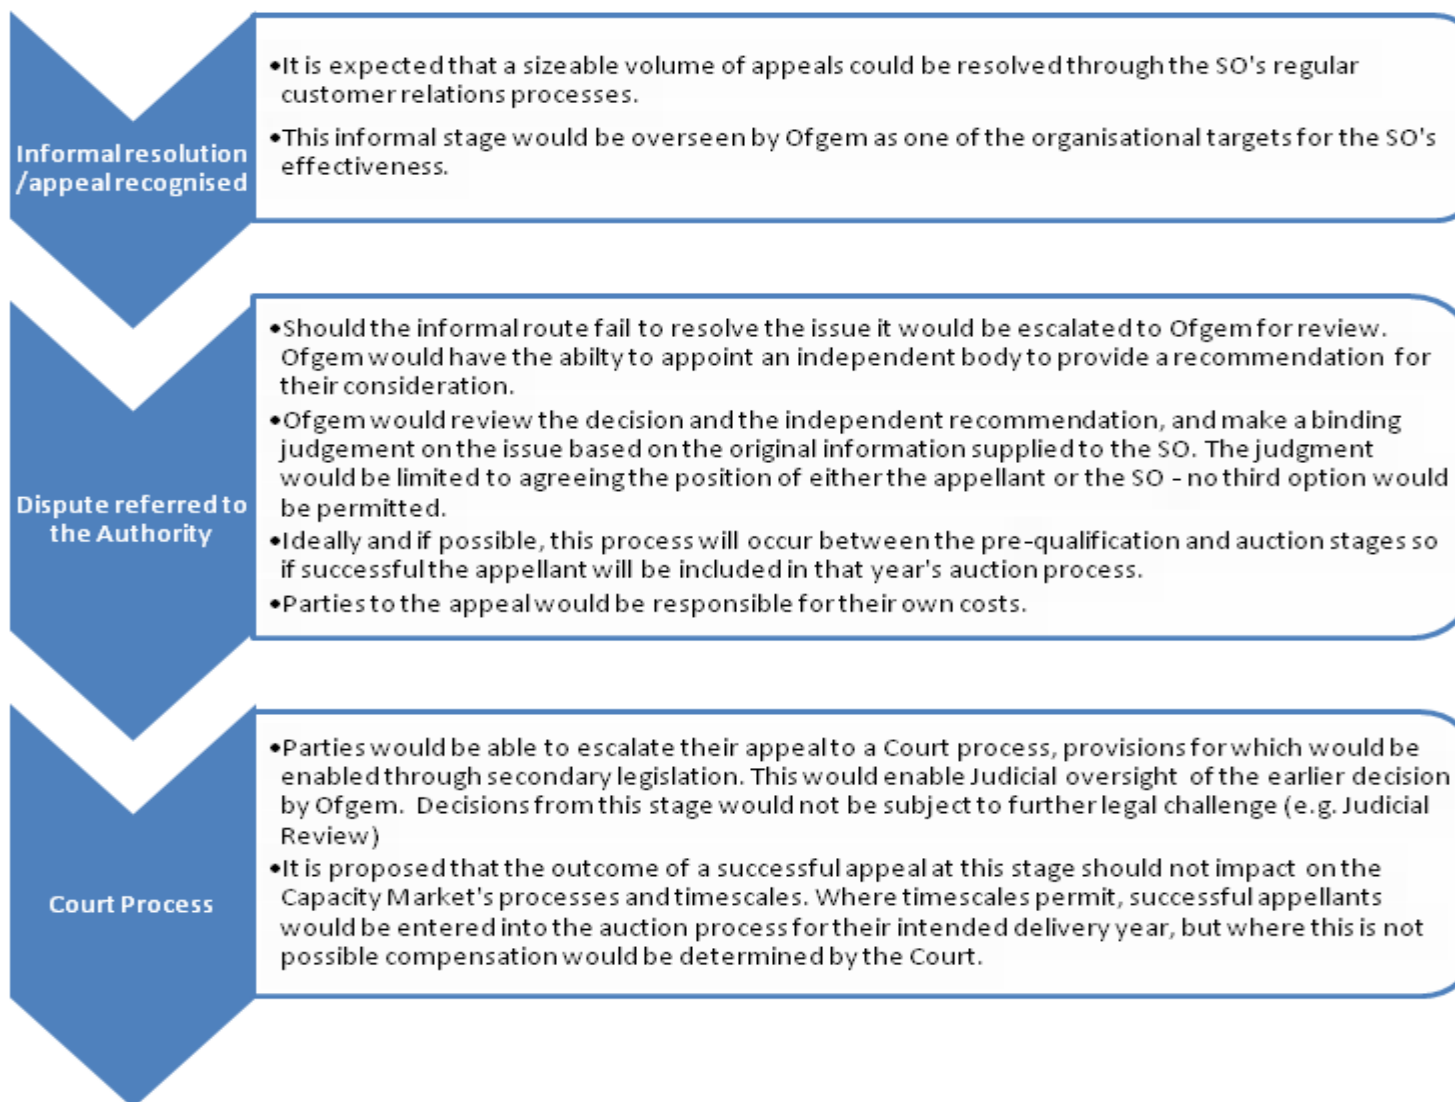 Informal resolution
/appeal recognised
•It is expected that a sizeable volume of appeals could be resolved through the SO's regular
customer relations processes.
•This informal stage would be overseen by Ofgem as one of the organisational targets for the SO's
effectiveness.
Dispute referred to
the Authority
•Should the informal route fail to resolve the issue it would be escalated to Ofgem for review.
Ofgem would have the abilty to appoint an independent body to provide a recommendation for
their consideration.
•Ofgem would review the decision and the independent recommendation, and make a binding
judgement on the issue based on the original information supplied to the SO. The judgment
would be limited to agreeing the position of either the appellant or the SO - no third option would
be permitted.
•Ideally and if possible, this process will occur between the pre-qualification and auction stages so
if successful the appellant will be included in that year's auction process.
•Parties to the appeal would be responsible for their own costs.
Court Process
•Parties would be able to escalate their appeal to a Court process, provisions for which would be
enabled through secondary legislation. This would enable Judicial oversight of the earlier decision
by Ofgem. Decisions from this stage would not be subject to further legal challenge (e.g. Judicial
Review)
•It is proposed that the outcome of a successful appeal at this stage should not impact on the
Capacity Market's processes and timescales. Where timescales permit, successful appellants
would be entered into the auction process for their intended delivery year, but where this is not
possible compensation would be determined by the Court.